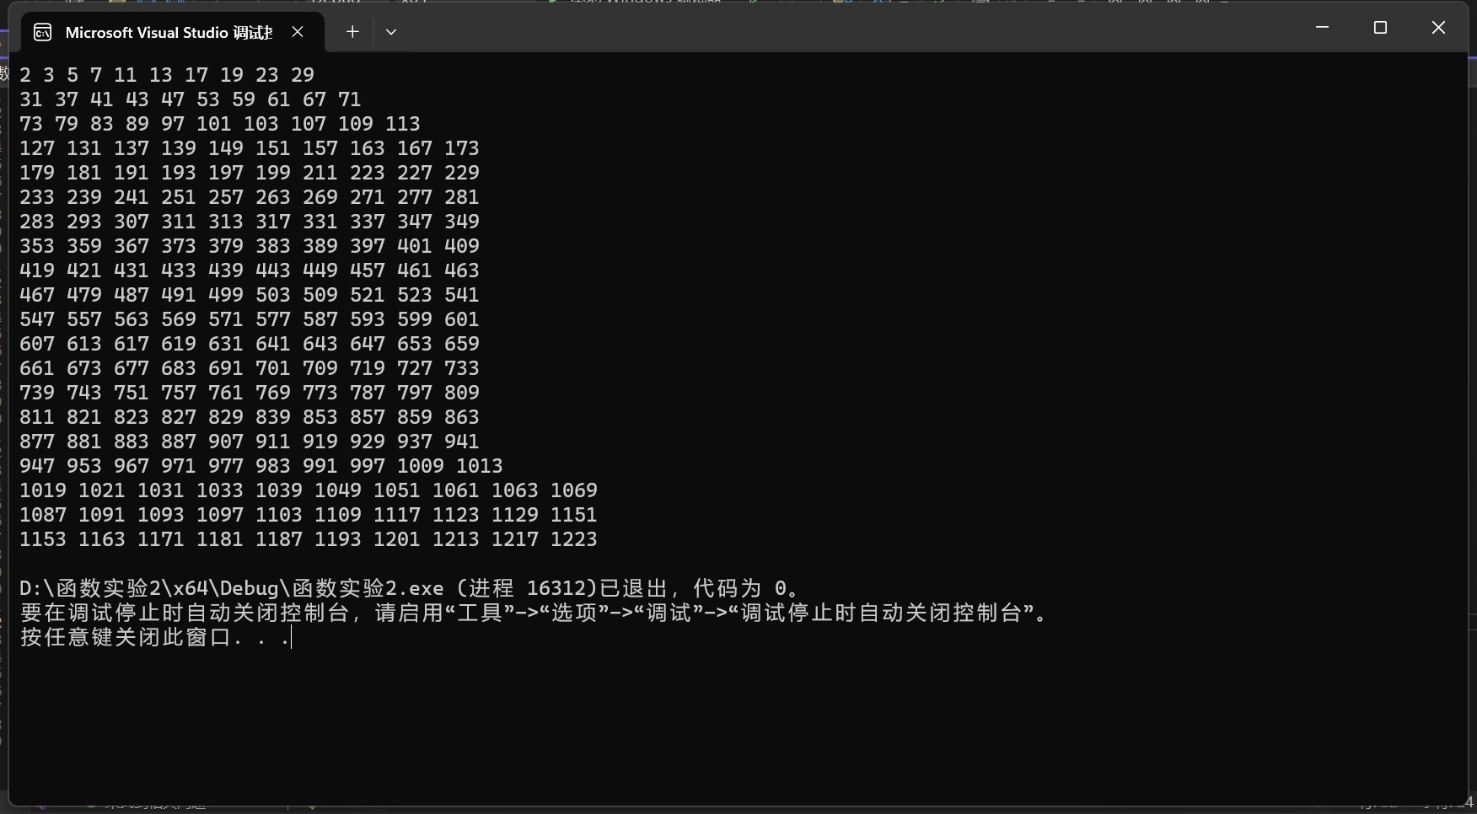 Microsoft Visual Studio 调试控
2 3 5 7 11 13 17 19 23 29
31 37 41 43 47 53 59 61 67 71
73 79 83 89 97 101 103 107 109 113
127 131 137 139 149 151 157 163 167 173
179 181 191 193 197 199 211 223 227 229
233 239 241 251 257 263 269 271 277 281
283 293 307 311 313 317 331 337 347 349
353 359 367 373 379 383 389 397 401 409
419 421 431 433 439 443 449 457 461 463
467 479 487 491 499 503 509 521 523 541
547 557 563 569 571 577 587 593 599 601
607 613 617 619 631 641 643 647 653 659
661 673 677 683 691 701 709 719 727 733
739 743 751 757 761 769 773 787 797 809
811 821 823 827 829 839 853 857 859 863
877 881 883 887 907 911 919 929 937 941
947 953 967 971 977 983 991 997 1009 1013
1019 1021 1031 1033 1039 1049 1051 1061 1063 1069
1087 1091 1093 1097 1103 1109 1117 1123 1129 1151
1153 1163 1171 1181 1187 1193 1201 1213 1217 1223
D:\函数实验2\x64\Debug\函数实验2.exe (进程 16312)已退出，代码为 0。
要在调试停止时自动关闭控制台，请启用“工具”->“选项”->“调试”->“调试停止时自动关闭控制台”。
按任意键关闭此窗口. . .